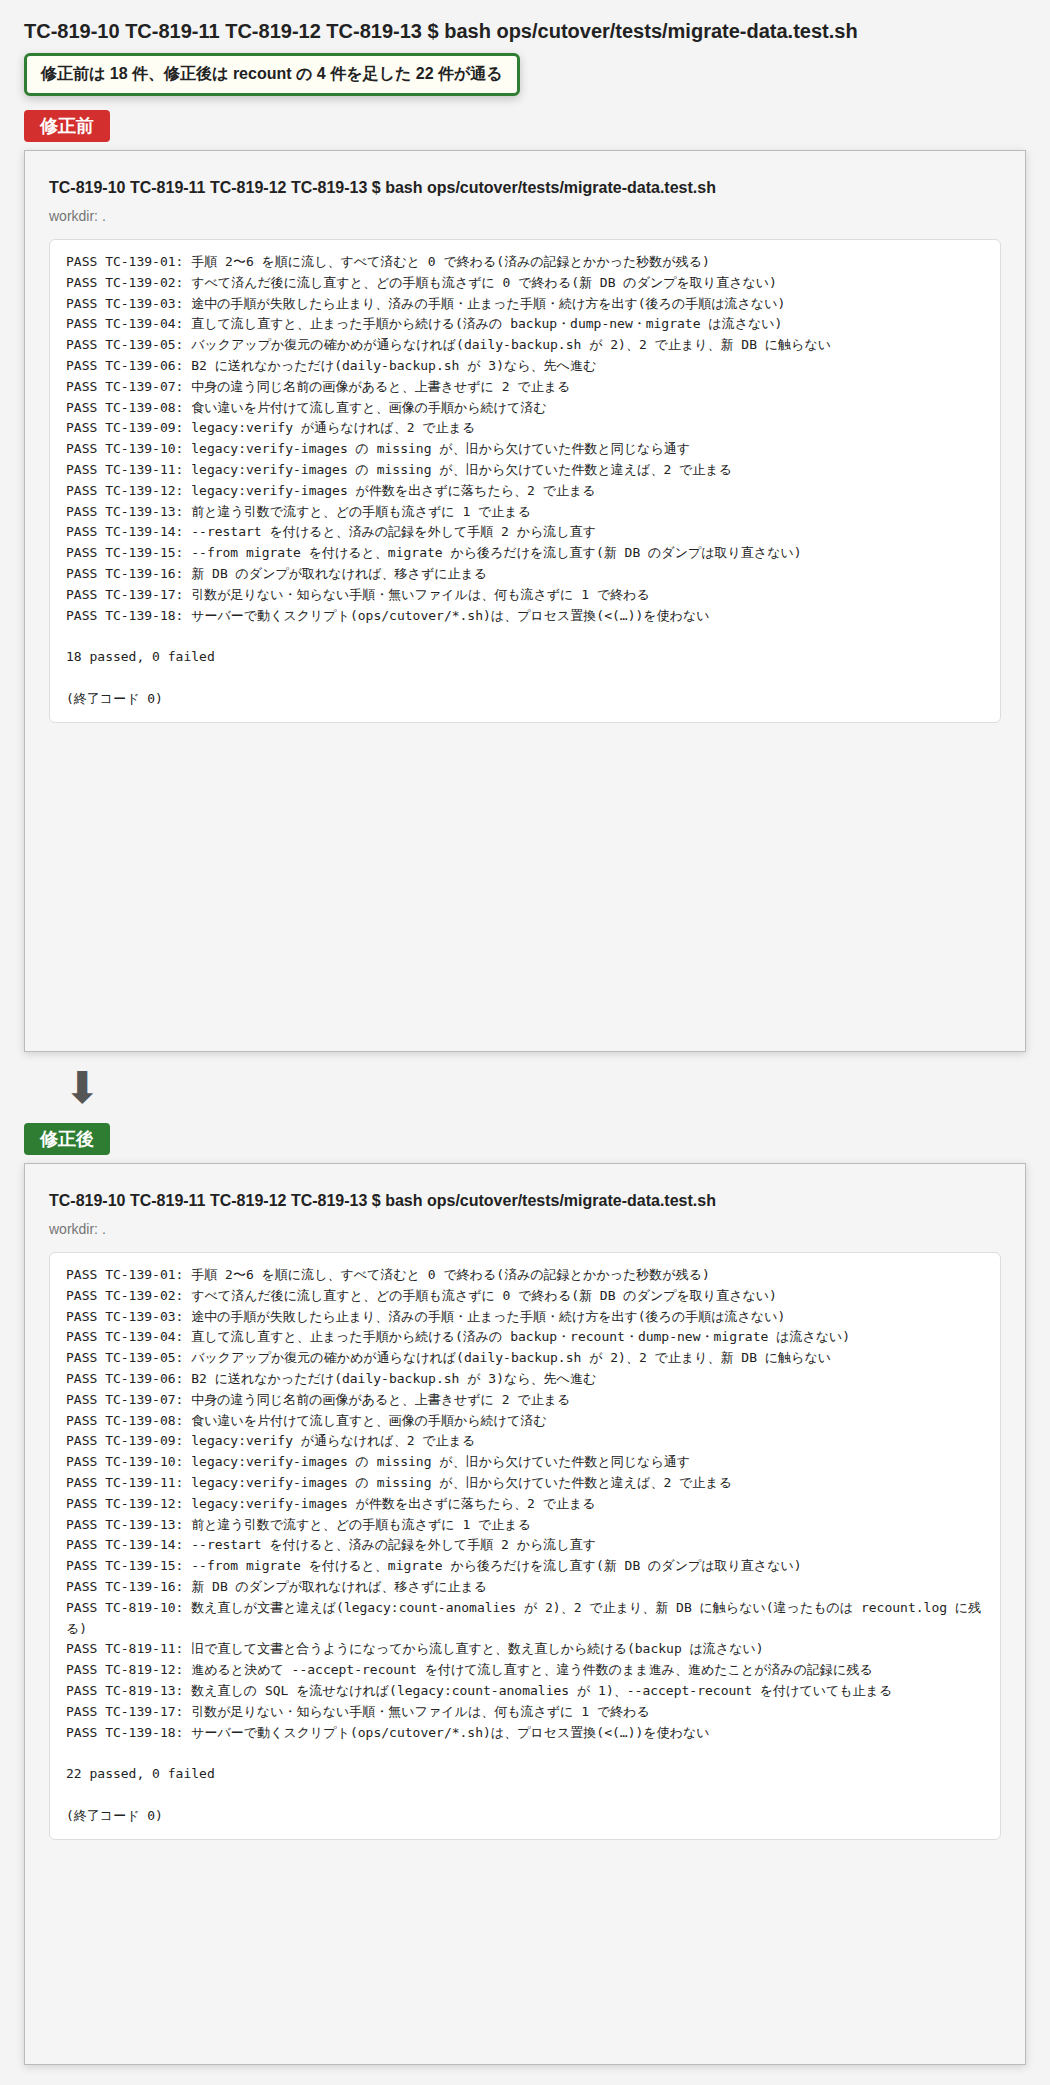 TC-819-10 TC-819-11 TC-819-12 TC-819-13 $ bash ops/cutover/tests/migrate-data.test.sh
修正前は 18 件、修正後は recount の 4 件を足した 22 件が通る
修正前
TC-819-10 TC-819-11 TC-819-12 TC-819-13 $ bash ops/cutover/tests/migrate-data.test.sh
workdir: .
PASS TC-139-01: 手順 2〜6 を順に流し、すべて済むと 0 で終わる(済みの記録とかかった秒数が残る)
PASS TC-139-02: すべて済んだ後に流し直すと、どの手順も流さずに 0 で終わる(新 DB のダンプを取り直さない)
PASS TC-139-03: 途中の手順が失敗したら止まり、済みの手順・止まった手順・続け方を出す(後ろの手順は流さない)
PASS TC-139-04: 直して流し直すと、止まった手順から続ける(済みの backup・dump-new・migrate は流さない)
PASS TC-139-05: バックアップか復元の確かめが通らなければ(daily-backup.sh が 2)、2 で止まり、新 DB に触らない
PASS TC-139-06: B2 に送れなかっただけ(daily-backup.sh が 3)なら、先へ進む
PASS TC-139-07: 中身の違う同じ名前の画像があると、上書きせずに 2 で止まる
PASS TC-139-08: 食い違いを片付けて流し直すと、画像の手順から続けて済む
PASS TC-139-09: legacy:verify が通らなければ、2 で止まる
PASS TC-139-10: legacy:verify-images の missing が、旧から欠けていた件数と同じなら通す
PASS TC-139-11: legacy:verify-images の missing が、旧から欠けていた件数と違えば、2 で止まる
PASS TC-139-12: legacy:verify-images が件数を出さずに落ちたら、2 で止まる
PASS TC-139-13: 前と違う引数で流すと、どの手順も流さずに 1 で止まる
PASS TC-139-14: --restart を付けると、済みの記録を外して手順 2 から流し直す
PASS TC-139-15: --from migrate を付けると、migrate から後ろだけを流し直す(新 DB のダンプは取り直さない)
PASS TC-139-16: 新 DB のダンプが取れなければ、移さずに止まる
PASS TC-139-17: 引数が足りない・知らない手順・無いファイルは、何も流さずに 1 で終わる
PASS TC-139-18: サーバーで動くスクリプト(ops/cutover/*.sh)は、プロセス置換(<(…))を使わない
18 passed, 0 failed
(終了コード 0)
⬇
修正後
TC-819-10 TC-819-11 TC-819-12 TC-819-13 $ bash ops/cutover/tests/migrate-data.test.sh
workdir: .
PASS TC-139-01: 手順 2〜6 を順に流し、すべて済むと 0 で終わる(済みの記録とかかった秒数が残る)
PASS TC-139-02: すべて済んだ後に流し直すと、どの手順も流さずに 0 で終わる(新 DB のダンプを取り直さない)
PASS TC-139-03: 途中の手順が失敗したら止まり、済みの手順・止まった手順・続け方を出す(後ろの手順は流さない)
PASS TC-139-04: 直して流し直すと、止まった手順から続ける(済みの backup・recount・dump-new・migrate は流さない)
PASS TC-139-05: バックアップか復元の確かめが通らなければ(daily-backup.sh が 2)、2 で止まり、新 DB に触らない
PASS TC-139-06: B2 に送れなかっただけ(daily-backup.sh が 3)なら、先へ進む
PASS TC-139-07: 中身の違う同じ名前の画像があると、上書きせずに 2 で止まる
PASS TC-139-08: 食い違いを片付けて流し直すと、画像の手順から続けて済む
PASS TC-139-09: legacy:verify が通らなければ、2 で止まる
PASS TC-139-10: legacy:verify-images の missing が、旧から欠けていた件数と同じなら通す
PASS TC-139-11: legacy:verify-images の missing が、旧から欠けていた件数と違えば、2 で止まる
PASS TC-139-12: legacy:verify-images が件数を出さずに落ちたら、2 で止まる
PASS TC-139-13: 前と違う引数で流すと、どの手順も流さずに 1 で止まる
PASS TC-139-14: --restart を付けると、済みの記録を外して手順 2 から流し直す
PASS TC-139-15: --from migrate を付けると、migrate から後ろだけを流し直す(新 DB のダンプは取り直さない)
PASS TC-139-16: 新 DB のダンプが取れなければ、移さずに止まる
PASS TC-819-10: 数え直しが文書と違えば(legacy:count-anomalies が 2)、2 で止まり、新 DB に触らない(違ったものは recount.log に残
る)
PASS TC-819-11: 旧で直して文書と合うようになってから流し直すと、数え直しから続ける(backup は流さない)
PASS TC-819-12: 進めると決めて --accept-recount を付けて流し直すと、違う件数のまま進み、進めたことが済みの記録に残る
PASS TC-819-13: 数え直しの SQL を流せなければ(legacy:count-anomalies が 1)、--accept-recount を付けていても止まる
PASS TC-139-17: 引数が足りない・知らない手順・無いファイルは、何も流さずに 1 で終わる
PASS TC-139-18: サーバーで動くスクリプト(ops/cutover/*.sh)は、プロセス置換(<(…))を使わない
22 passed, 0 failed
(終了コード 0)